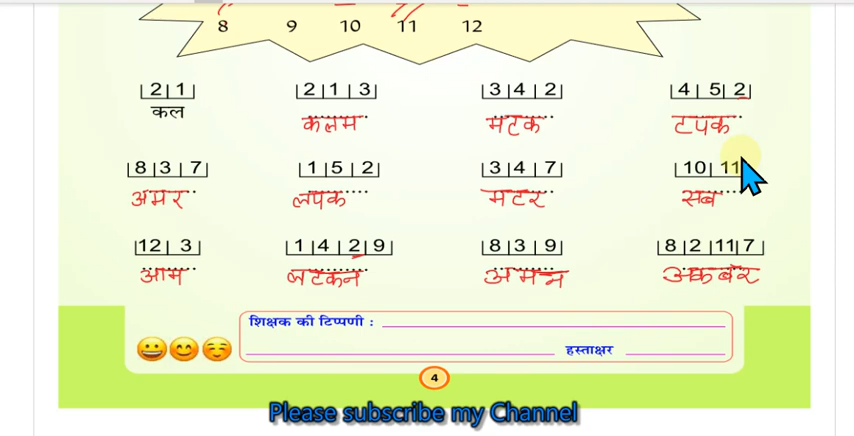 8 9 10 11 12
2 1 2 1 3 3 4 2 4 5 2
कल कलम मटक टपक
8 3 7 1 5 2 3 4 7 10 11
अमर लपक मटर सब
12 3 1 4 2 9 8 3 9 8 2 11 7
आम लटकन अमन अकबर
शिक्षक की टिप्पणी :
हस्ताक्षर
4
Please subscribe my Channel